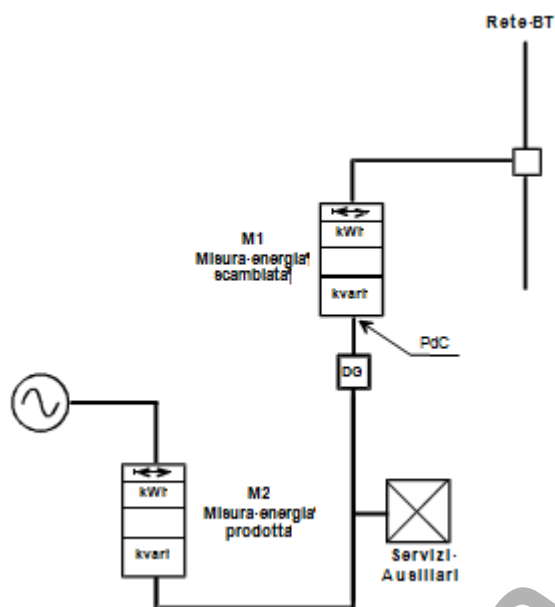 Rete·BT
M1
Misura·energia
scambiata
kWh
kvarh
PdC
DG
kWh
kvarh
M2
Misura·energia
prodotta
Servizi·
Ausiliari